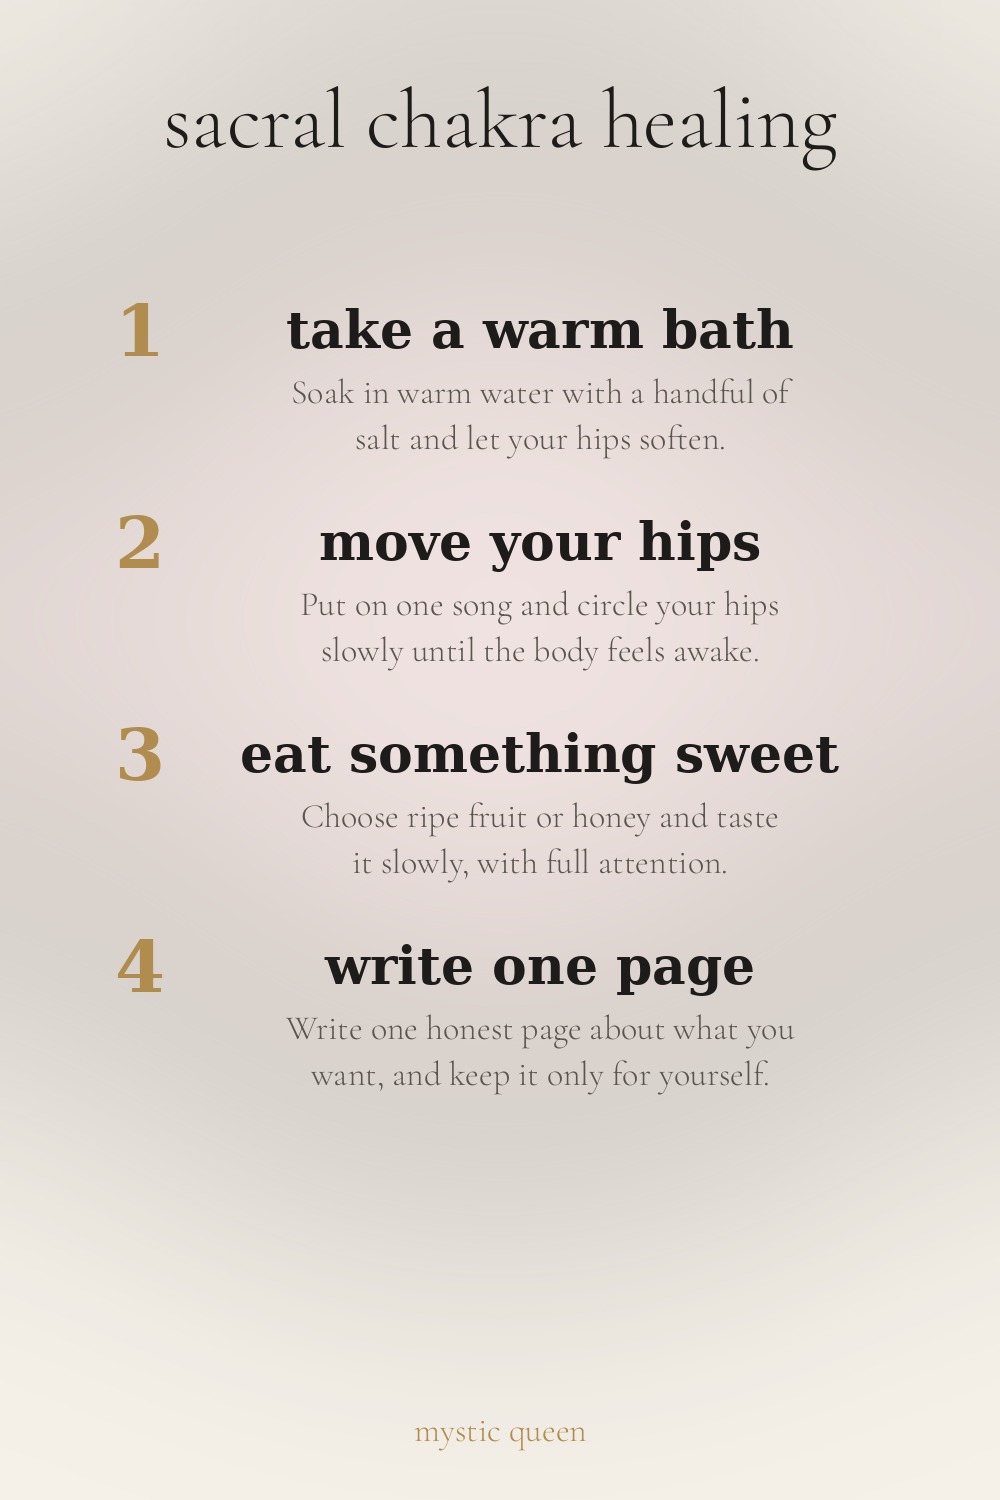 sacral chakra healing
1
take a warm bath
Soak in warm water with a handful of
salt and let your hips soften.
2
move your hips
Put on one song and circle your hips
slowly until the body feels awake.
3
eat something sweet
Choose ripe fruit or honey and taste
it slowly, with full attention.
4
write one page
Write one honest page about what you
want, and keep it only for yourself.
mystic queen